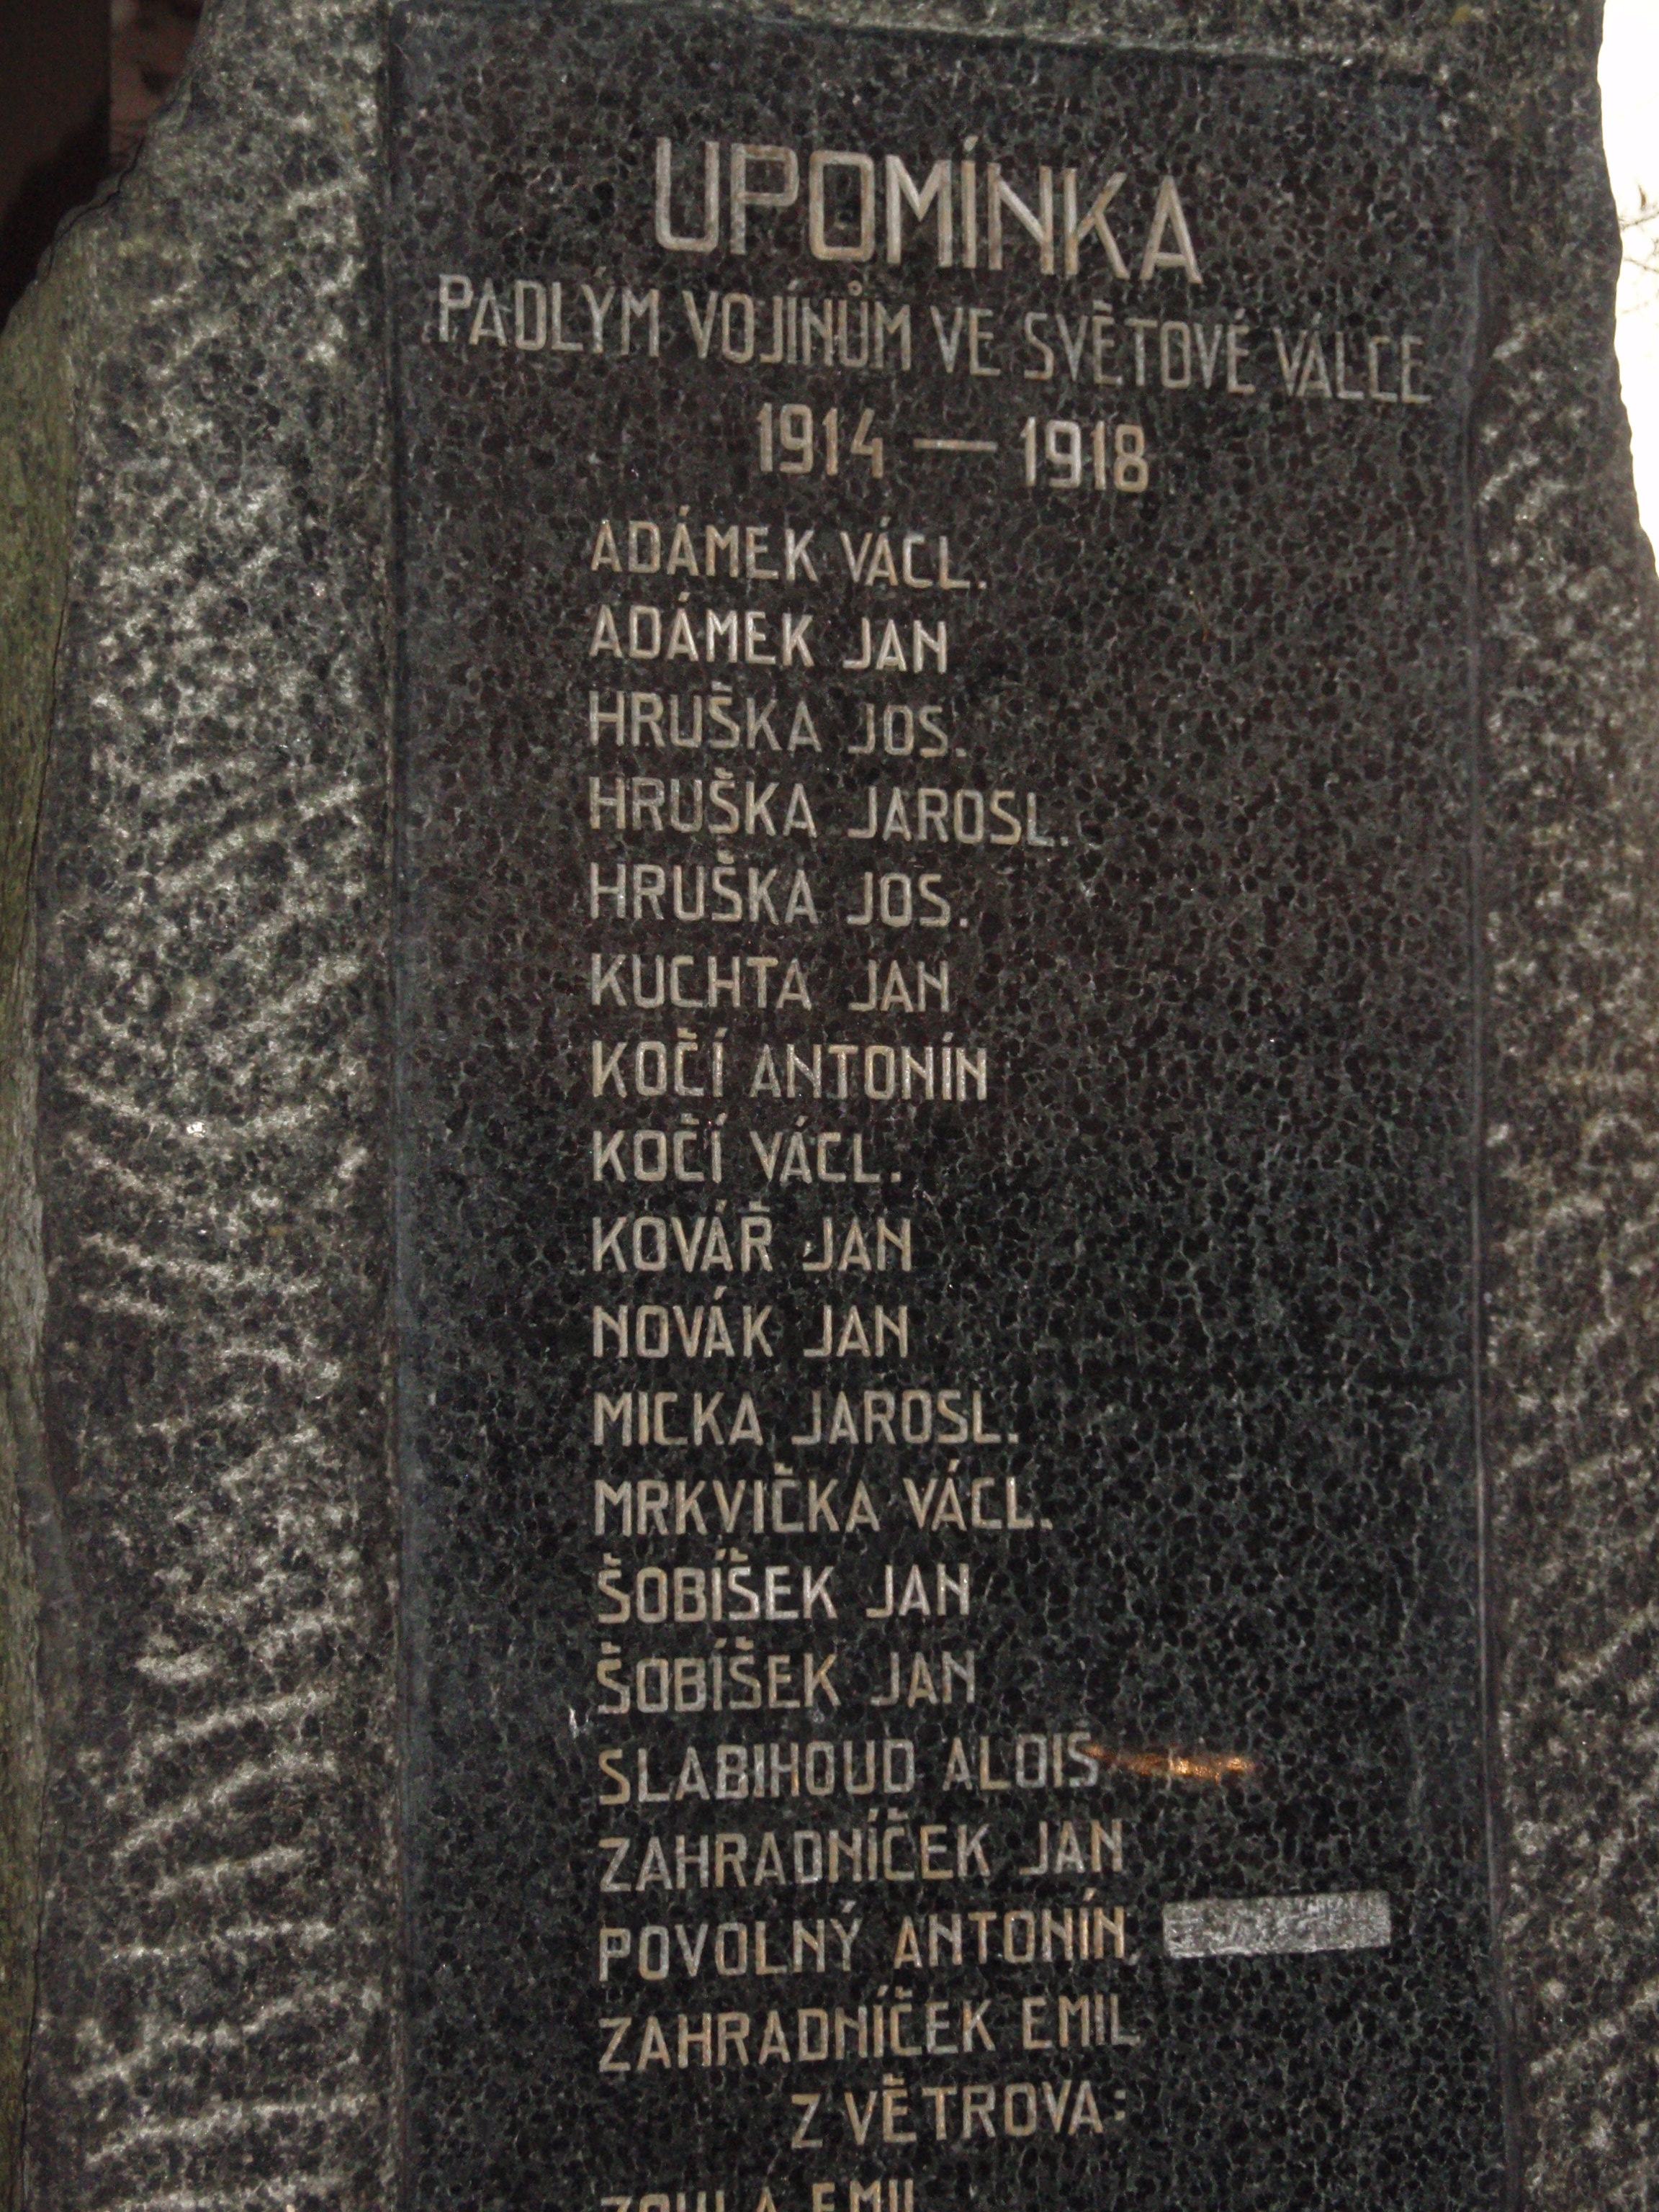 UPOMÍNKA
PADLÝM VOJÍNŮM VE SVĚTOVÉ VÁLCE
1914 — 1918
ADÁMEK VÁCL.
ADÁMEK JAN
HRUŠKA JOS.
HRUŠKA JAROSL.
HRUŠKA JOS.
KUCHTA JAN
KOČÍ ANTONÍN
KOČÍ VÁCL.
KOVÁŘ JAN
NOVÁK JAN
MICKA JAROSL.
MRKVIČKA VÁCL.
ŠOBÍŠEK JAN
ŠOBÍŠEK JAN
SLABIHOUD ALOIS
ZAHRADNÍČEK JAN
POVOLNÝ ANTONÍN
ZAHRADNÍČEK EMIL
Z VĚTROVA:
EMIL